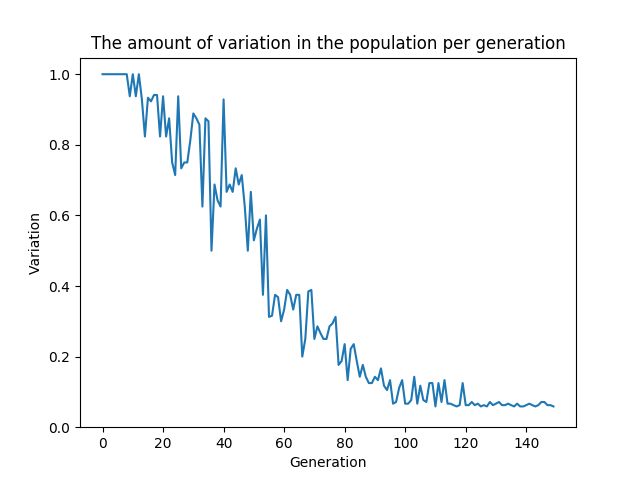 The amount of variation in the population per generation
1.0
0.8
0.6
0.4
0.2
0.0
Variation
0 20 40 60 80 100 120 140
Generation